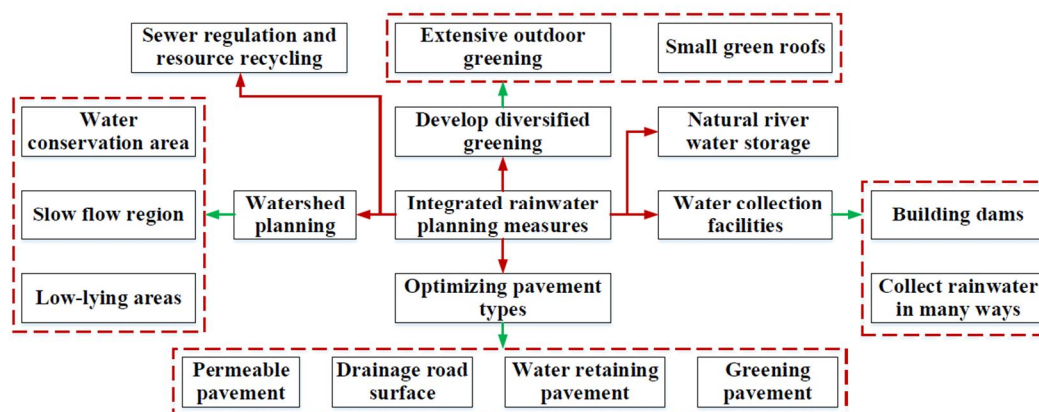 Sewer regulation and
resource recycling
Extensive outdoor
greening
Small green roofs
Water
conservation area
Develop diversified
greening
Natural river
water storage
Slow flow region
Watershed
planning
Integrated rainwater
planning measures
Water collection
facilities
Building dams
Low-lying areas
Optimizing pavement
types
Collect rainwater
in many ways
Permeable
pavement
Drainage road
surface
Water retaining
pavement
Greening
pavement